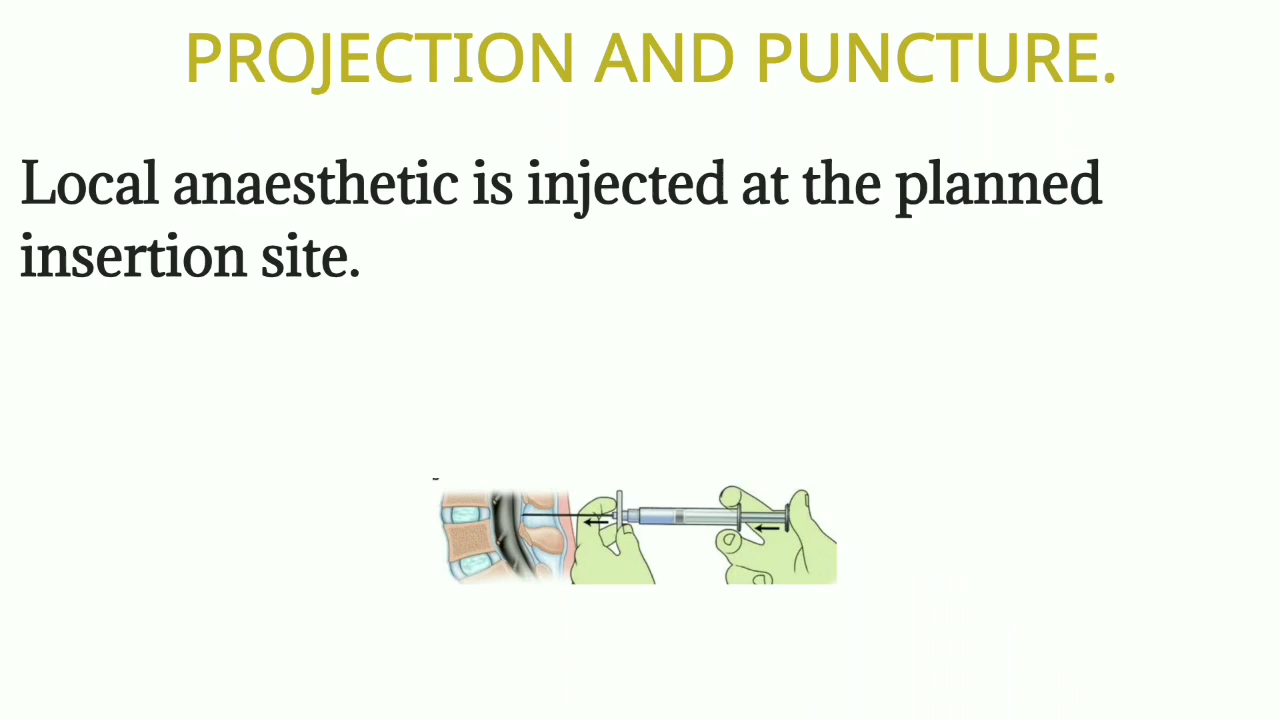 PROJECTION AND PUNCTURE.
Local anaesthetic is injected at the planned
insertion site.